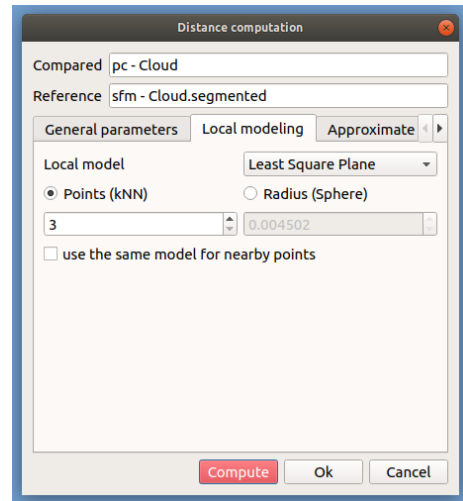 Distance computation
Compared pc - Cloud
Reference sfm - Cloud.segmented
General parameters Local modeling Approximate
Local model Least Square Plane
Points (kNN) Radius (Sphere)
3 0.004502
use the same model for nearby points
Compute Ok Cancel